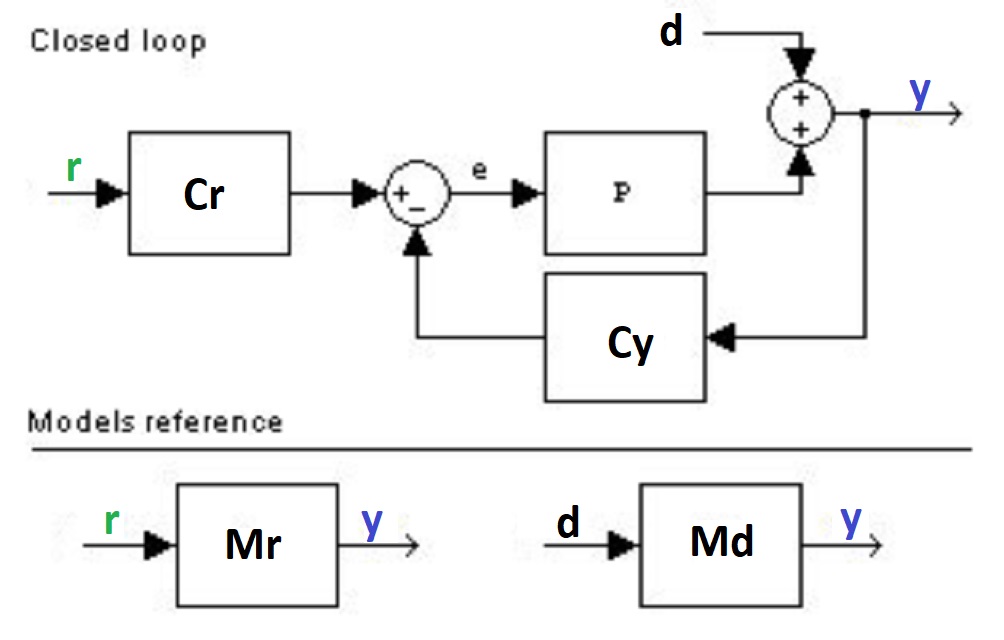 Closed loop
d
+
+
y
r
Cr
+
−
e
P
Cy
Models reference
r
Mr
y
d
Md
y